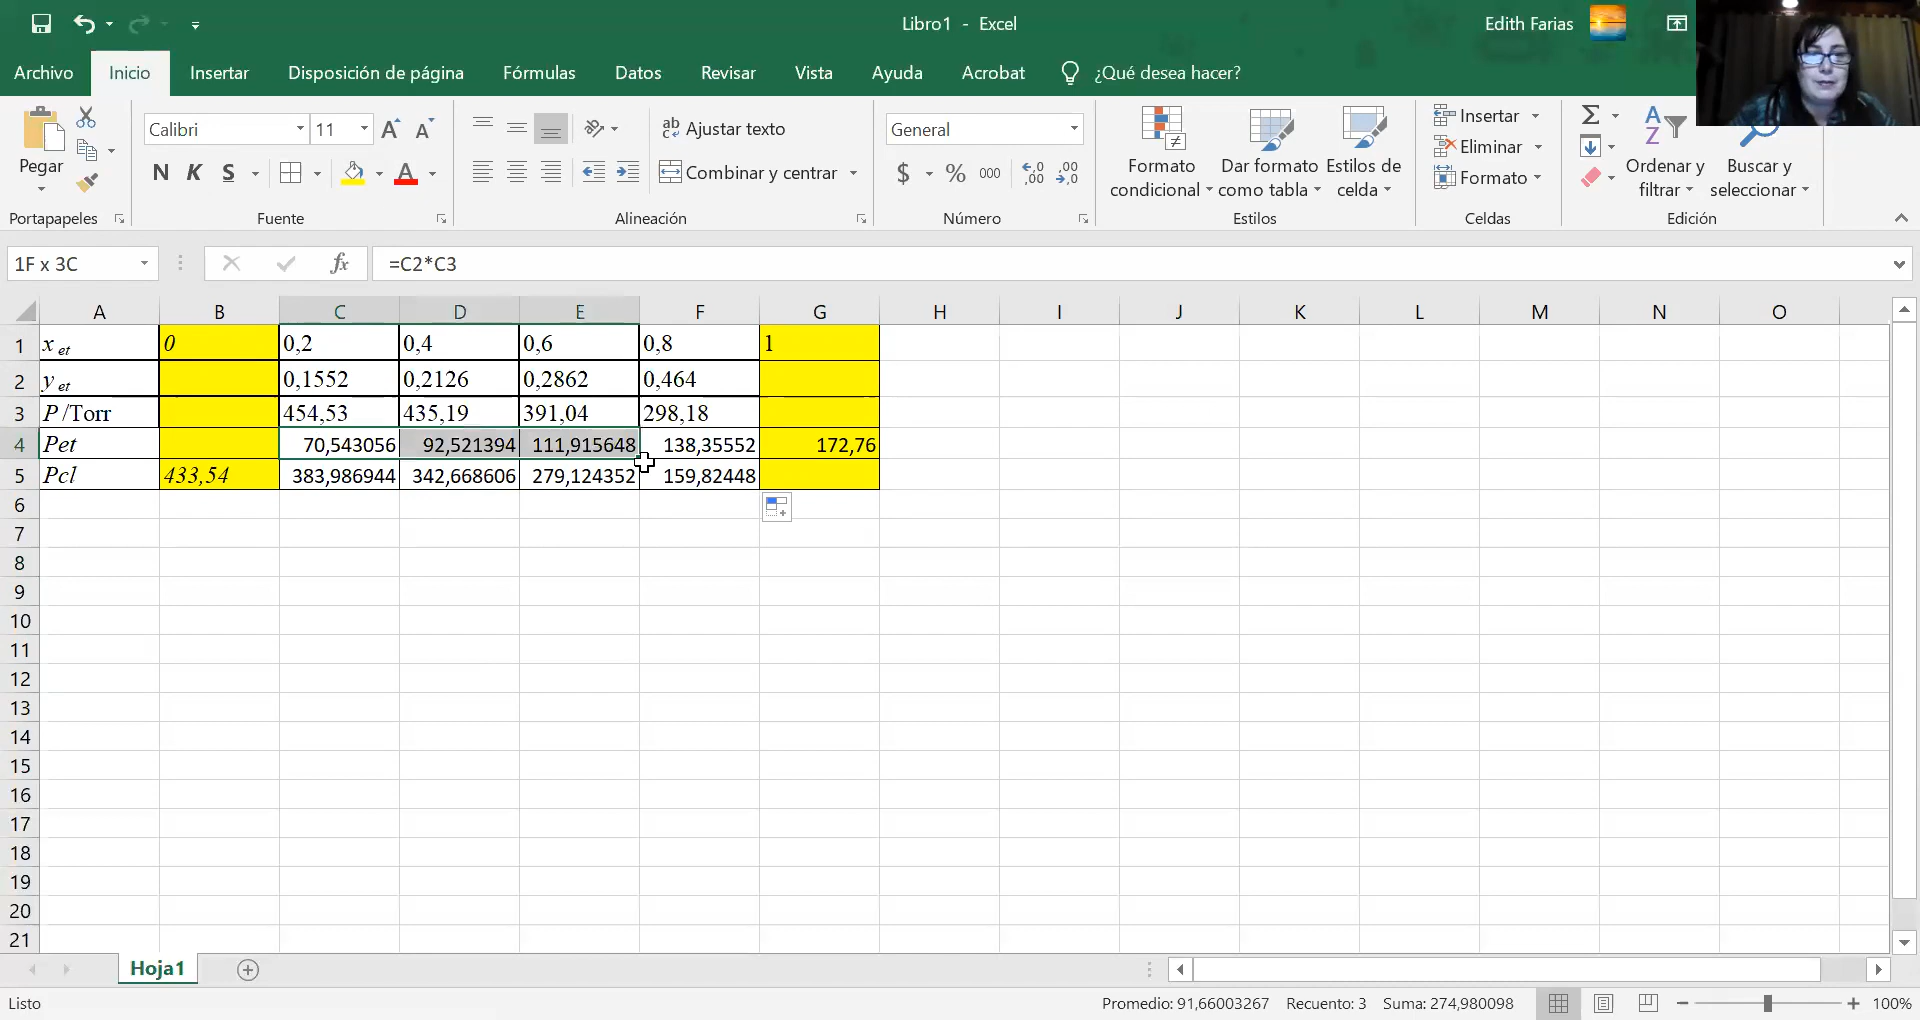 Libro1 - Excel
Edith Farias
Archivo Inicio Insertar Disposición de página Fórmulas Datos Revisar Vista Ayuda Acrobat ¿Qué desea hacer?
Pegar
Calibri 11
N K S
A A
ab Ajustar texto
Combinar y centrar
General
$ % 000
Formato condicional
Dar formato como tabla
Estilos de celda
Insertar
Eliminar
Formato
Ordenar y filtrar
Buscar y seleccionar
Portapapeles Fuente Alineación Número Estilos Celdas Edición
1F x 3C fx =C2*C3
A B C D E F G H I J K L M N O
1 x et 0 0,2 0,4 0,6 0,8 1
2 y et 0,1552 0,2126 0,2862 0,464
3 P /Torr 454,53 435,19 391,04 298,18
4 Pet 70,543056 92,521394 111,915648 138,35552 172,76
5 Pcl 433,54 383,986944 342,668606 279,124352 159,82448
6
7
8
9
10
11
12
13
14
15
16
17
18
19
20
21
Hoja1
Listo Promedio: 91,66003267 Recuento: 3 Suma: 274,980098 100%